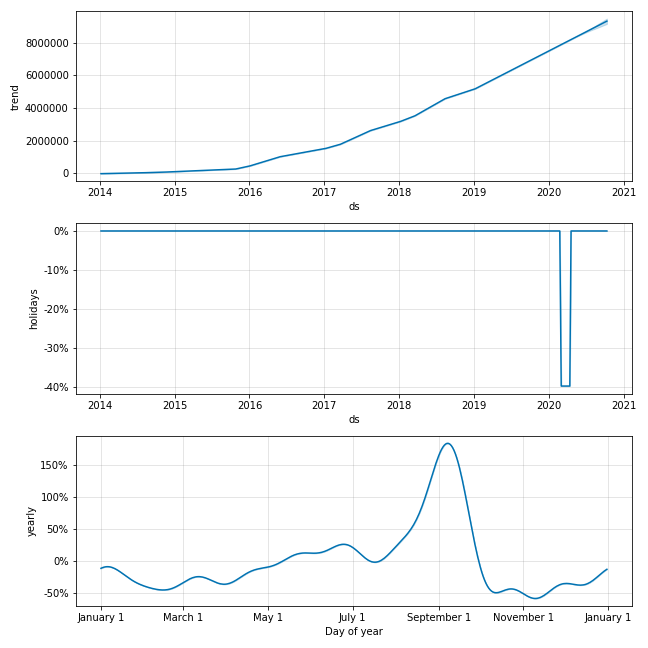 8000000
6000000
4000000
2000000
0
trend
2014 2015 2016 2017 2018 2019 2020 2021
ds
0%
-10%
-20%
-30%
-40%
holidays
2014 2015 2016 2017 2018 2019 2020 2021
ds
150%
100%
50%
0%
-50%
yearly
January 1 March 1 May 1 July 1 September 1 November 1 January 1
Day of year